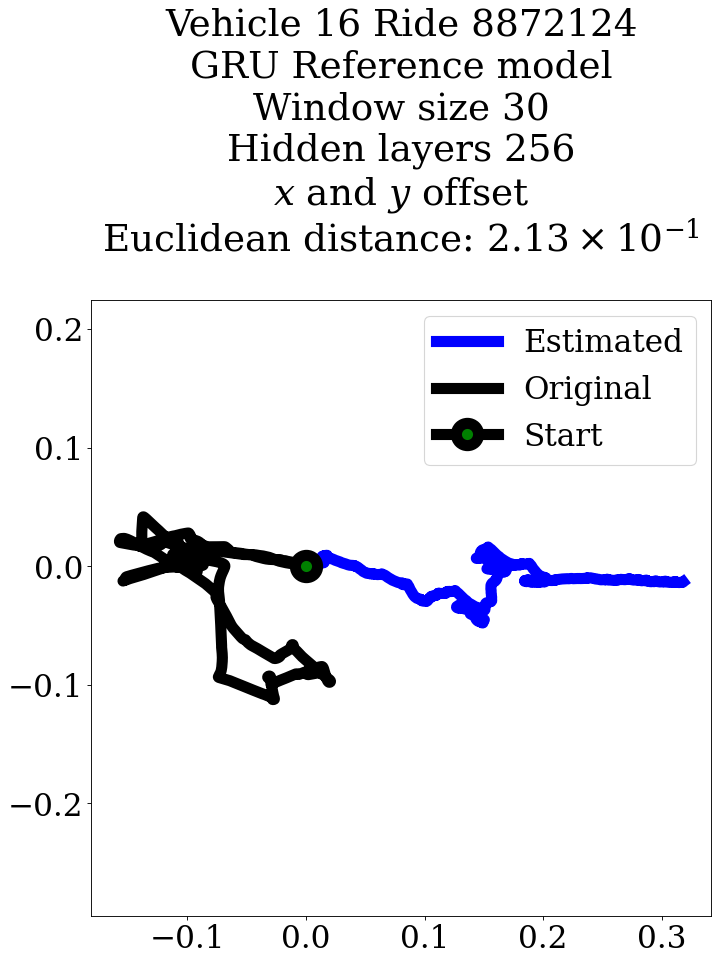 Vehicle 16 Ride 8872124
GRU Reference model
Window size 30
Hidden layers 256
x and y offset
Euclidean distance: 2.13 × 10⁻¹
Estimated
Original
Start
0.2
0.1
0.0
−0.1
−0.2
−0.1 0.0 0.1 0.2 0.3